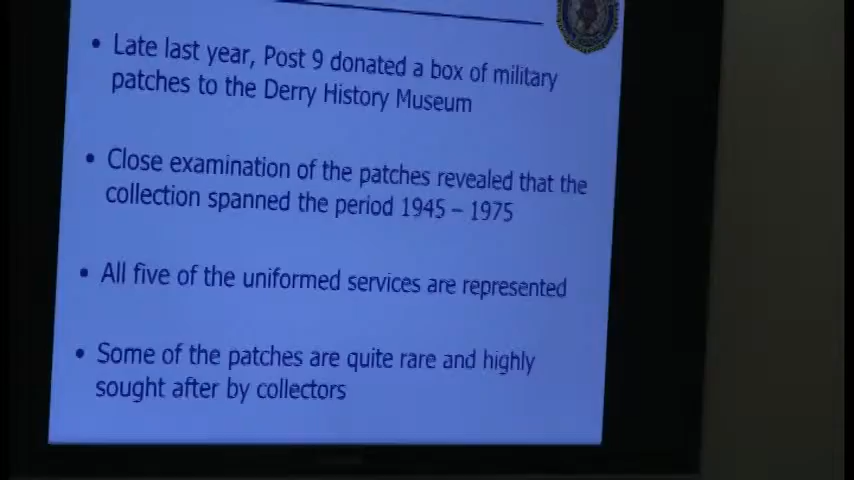 • Late last year, Post 9 donated a box of military
patches to the Derry History Museum
• Close examination of the patches revealed that the
collection spanned the period 1945 – 1975
• All five of the uniformed services are represented
• Some of the patches are quite rare and highly
sought after by collectors